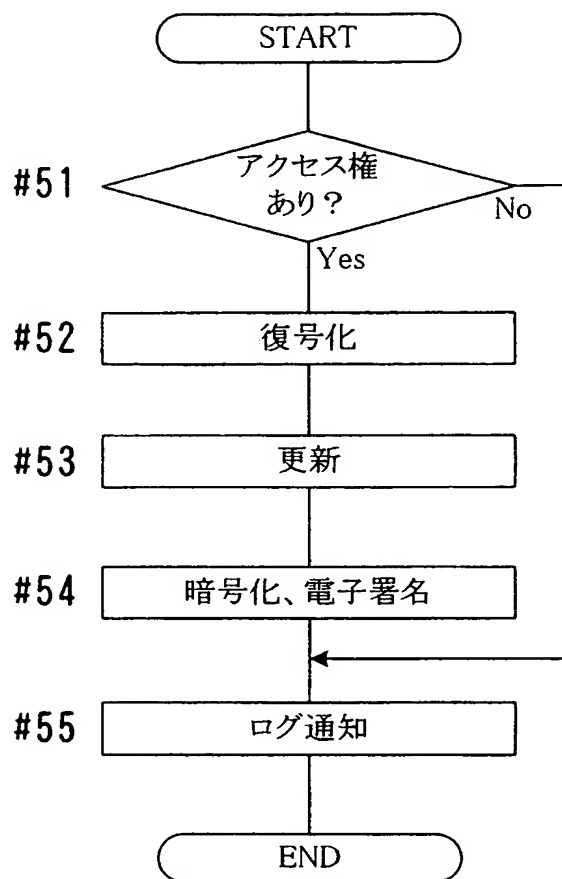 START
#51
アクセス権
あり?
No
Yes
#52
復号化
#53
更新
#54
暗号化、電子署名
#55
ログ通知
END